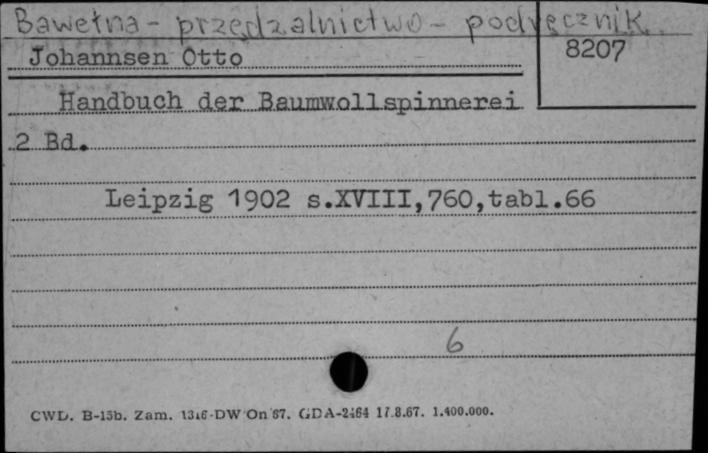 Bawełna - przędzalnictwo - podręcznik
Johannsen Otto
8207
Handbuch der Baumwollspinnerei
2 Bd.
Leipzig 1902 s.XVIII,760,tabl.66
6
CWD. B-15b. Zam. 1316-DW On 67. GDA-2464 17.8.67. 1.400.000.